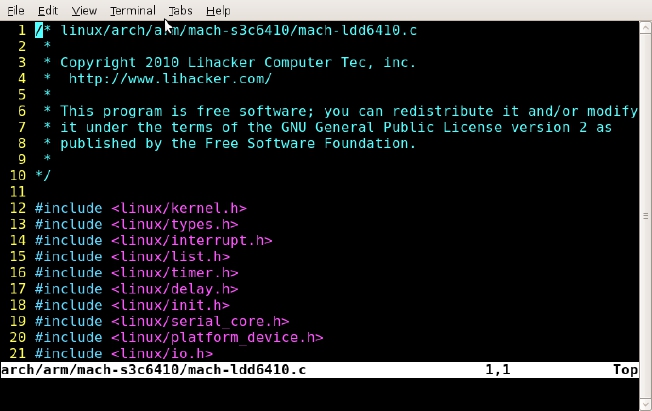 File Edit View Terminal Tabs Help
1 /* linux/arch/arm/mach-s3c6410/mach-ldd6410.c
2  *
3  * Copyright 2010 Lihacker Computer Tec, inc.
4  *  http://www.lihacker.com/
5  *
6  * This program is free software; you can redistribute it and/or modify
7  * it under the terms of the GNU General Public License version 2 as
8  * published by the Free Software Foundation.
9  *
10 */
11
12 #include <linux/kernel.h>
13 #include <linux/types.h>
14 #include <linux/interrupt.h>
15 #include <linux/list.h>
16 #include <linux/timer.h>
17 #include <linux/delay.h>
18 #include <linux/init.h>
19 #include <linux/serial_core.h>
20 #include <linux/platform_device.h>
21 #include <linux/io.h>
arch/arm/mach-s3c6410/mach-ldd6410.c 1,1 Top